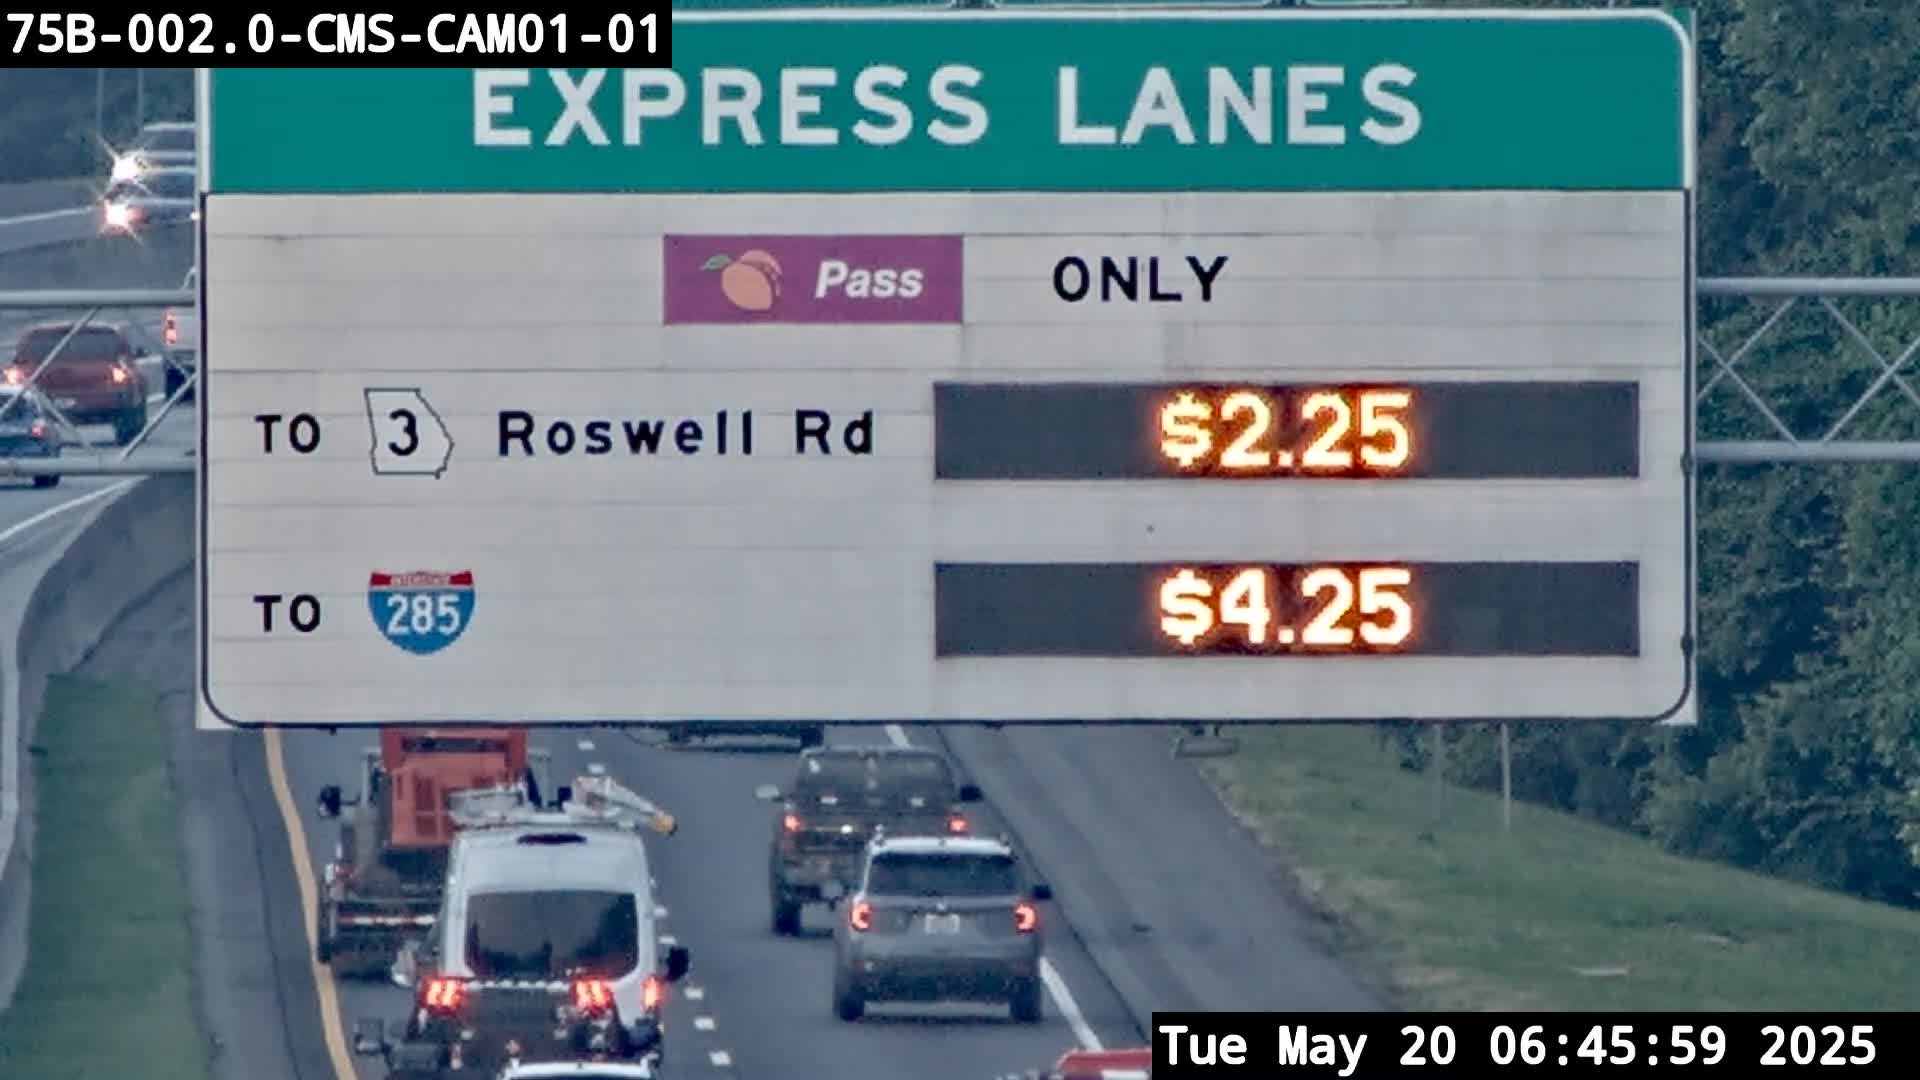 75B-002.0-CMS-CAM01-01
EXPRESS LANES
Pass ONLY
TO 3 Roswell Rd $2.25
TO 285 $4.25
Tue May 20 06:45:59 2025